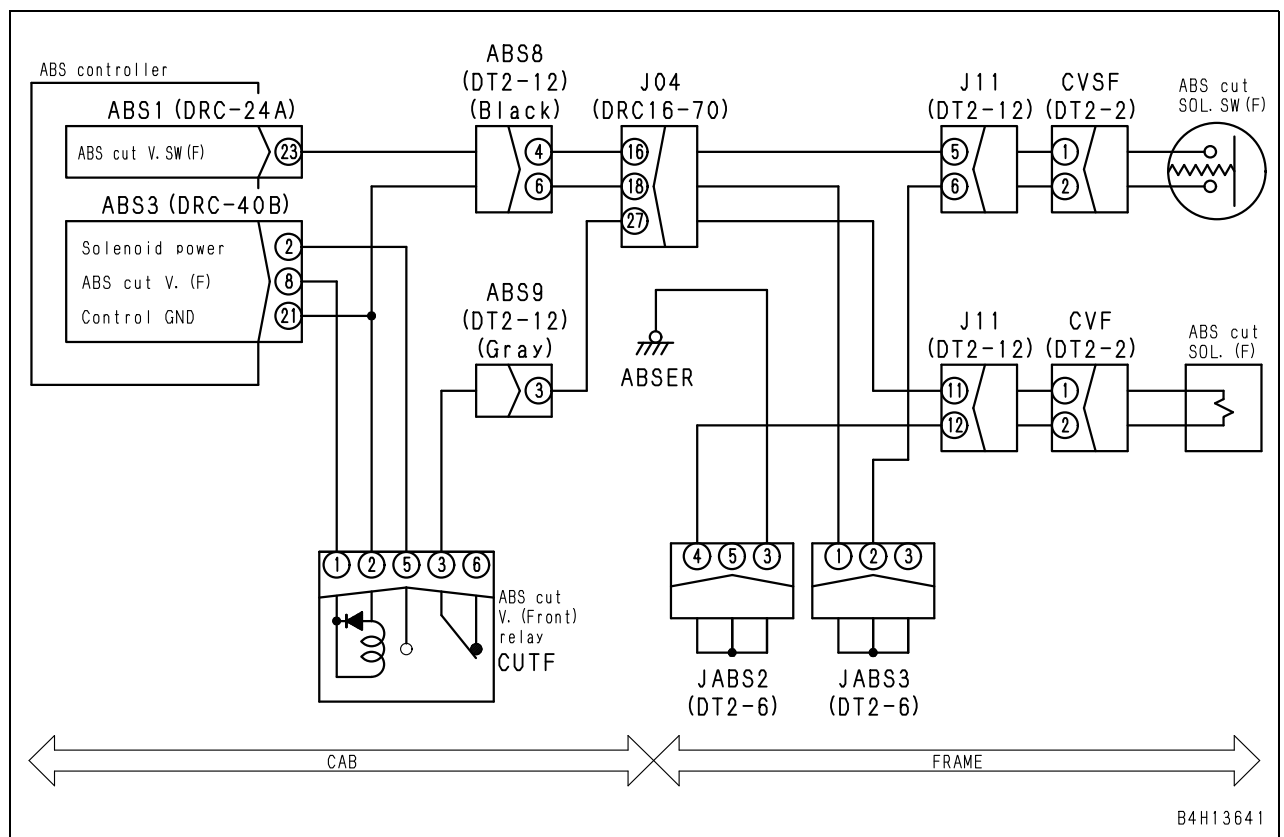 ABS controller
ABS1 (DRC-24A)
ABS cut V. SW (F)
23
ABS3 (DRC-40B)
Solenoid power
2
ABS cut V. (F)
8
Control GND
21
ABS8
(DT2-12)
(Black)
4
6
J04
(DRC16-70)
16
18
27
J11
(DT2-12)
5
6
CVSF
(DT2-2)
1
2
ABS cut
SOL. SW (F)
ABS9
(DT2-12)
(Gray)
3
ABSER
J11
(DT2-12)
11
12
CVF
(DT2-2)
1
2
ABS cut
SOL. (F)
1
2
5
3
6
ABS cut
V. (Front)
relay
CUTF
4
5
3
JABS2
(DT2-6)
1
2
3
JABS3
(DT2-6)
CAB
FRAME
B4H13641